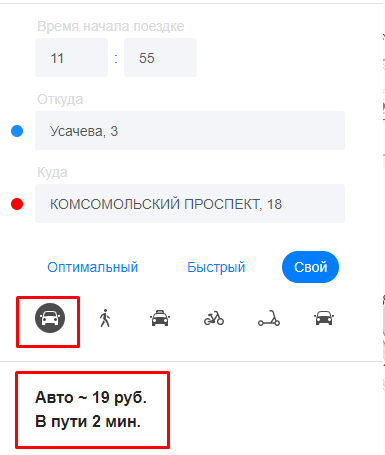 Время начала поездке
11 : 55
Откуда
Усачева, 3
Куда
КОМСОМОЛЬСКИЙ ПРОСПЕКТ, 18
Оптимальный Быстрый Свой
Авто ~ 19 руб.
В пути 2 мин.